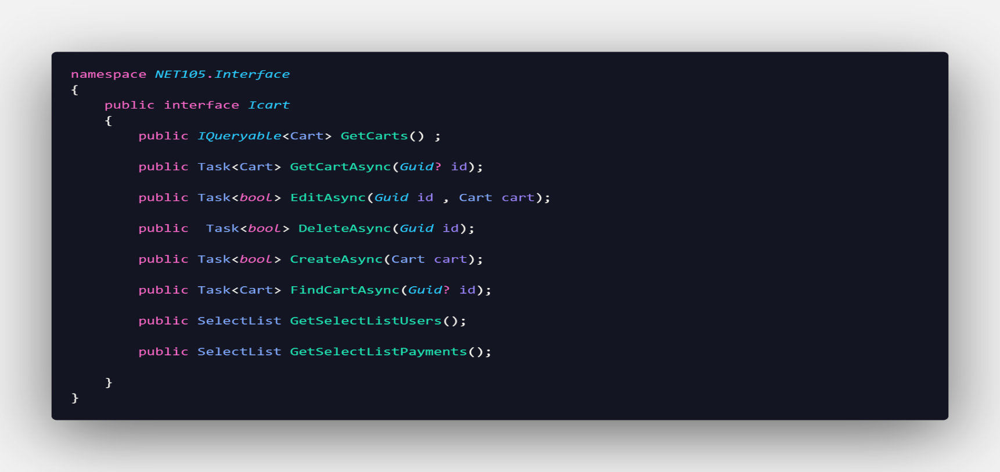 namespace NET105.Interface
{
    public interface Icart
    {
        public IQueryable<Cart> GetCarts() ;
        public Task<Cart> GetCartAsync(Guid? id);
        public Task<bool> EditAsync(Guid id , Cart cart);
        public  Task<bool> DeleteAsync(Guid id);
        public Task<bool> CreateAsync(Cart cart);
        public Task<Cart> FindCartAsync(Guid? id);
        public SelectList GetSelectListUsers();
        public SelectList GetSelectListPayments();
    }
}